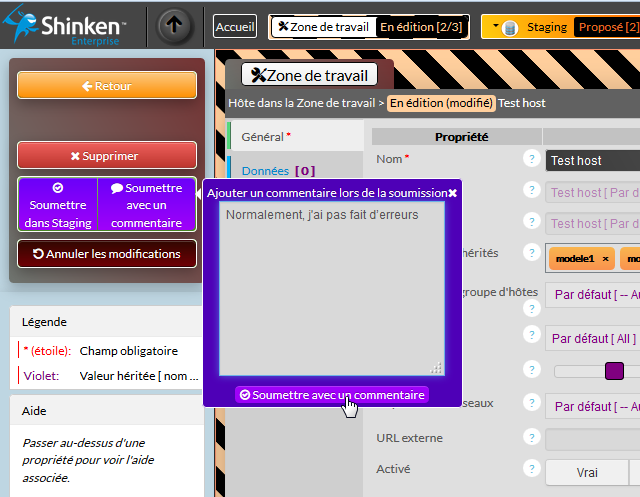 Shinken™
Enterprise
Accueil
Zone de travail En édition [2/3]
Staging Proposé [2]
Retour
Supprimer
Soumettre dans Staging
Soumettre avec un commentaire
Annuler les modifications
Légende
* (étoile): Champ obligatoire
Violet: Valeur héritée [ nom ...
Aide
Passer au-dessus d'une
propriété pour voir l'aide
associée.
Zone de travail
Hôte dans la Zone de travail > En édition (modifié) Test host
Général *
Données [0]
Propriété
Nom * ? Test host
? Test host [ Par d
? Test host [ Par d
hérités ? modele1 × mo
groupe d'hôtes Par défaut [ -- Au
?
? Par défaut [ All ]
?
seaux ? Par défaut [ -- Au
URL externe ?
Activé ? Vrai
Ajouter un commentaire lors de la soumission ×
Normalement, j'ai pas fait d'erreurs
Soumettre avec un commentaire